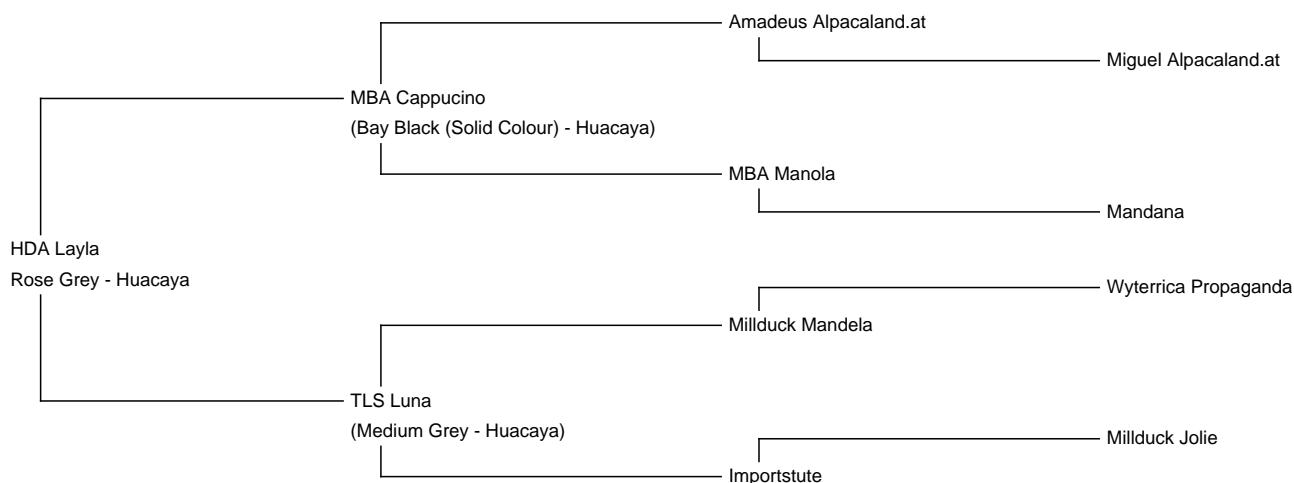 Amadeus Alpacaland.at
Miguel Alpacaland.at
MBA Cappucino
(Bay Black (Solid Colour) - Huacaya)
MBA Manola
Mandana
HDA Layla
Rose Grey - Huacaya
Wyterrica Propaganda
Millduck Mandela
TLS Luna
(Medium Grey - Huacaya)
Millduck Jolie
Importstute